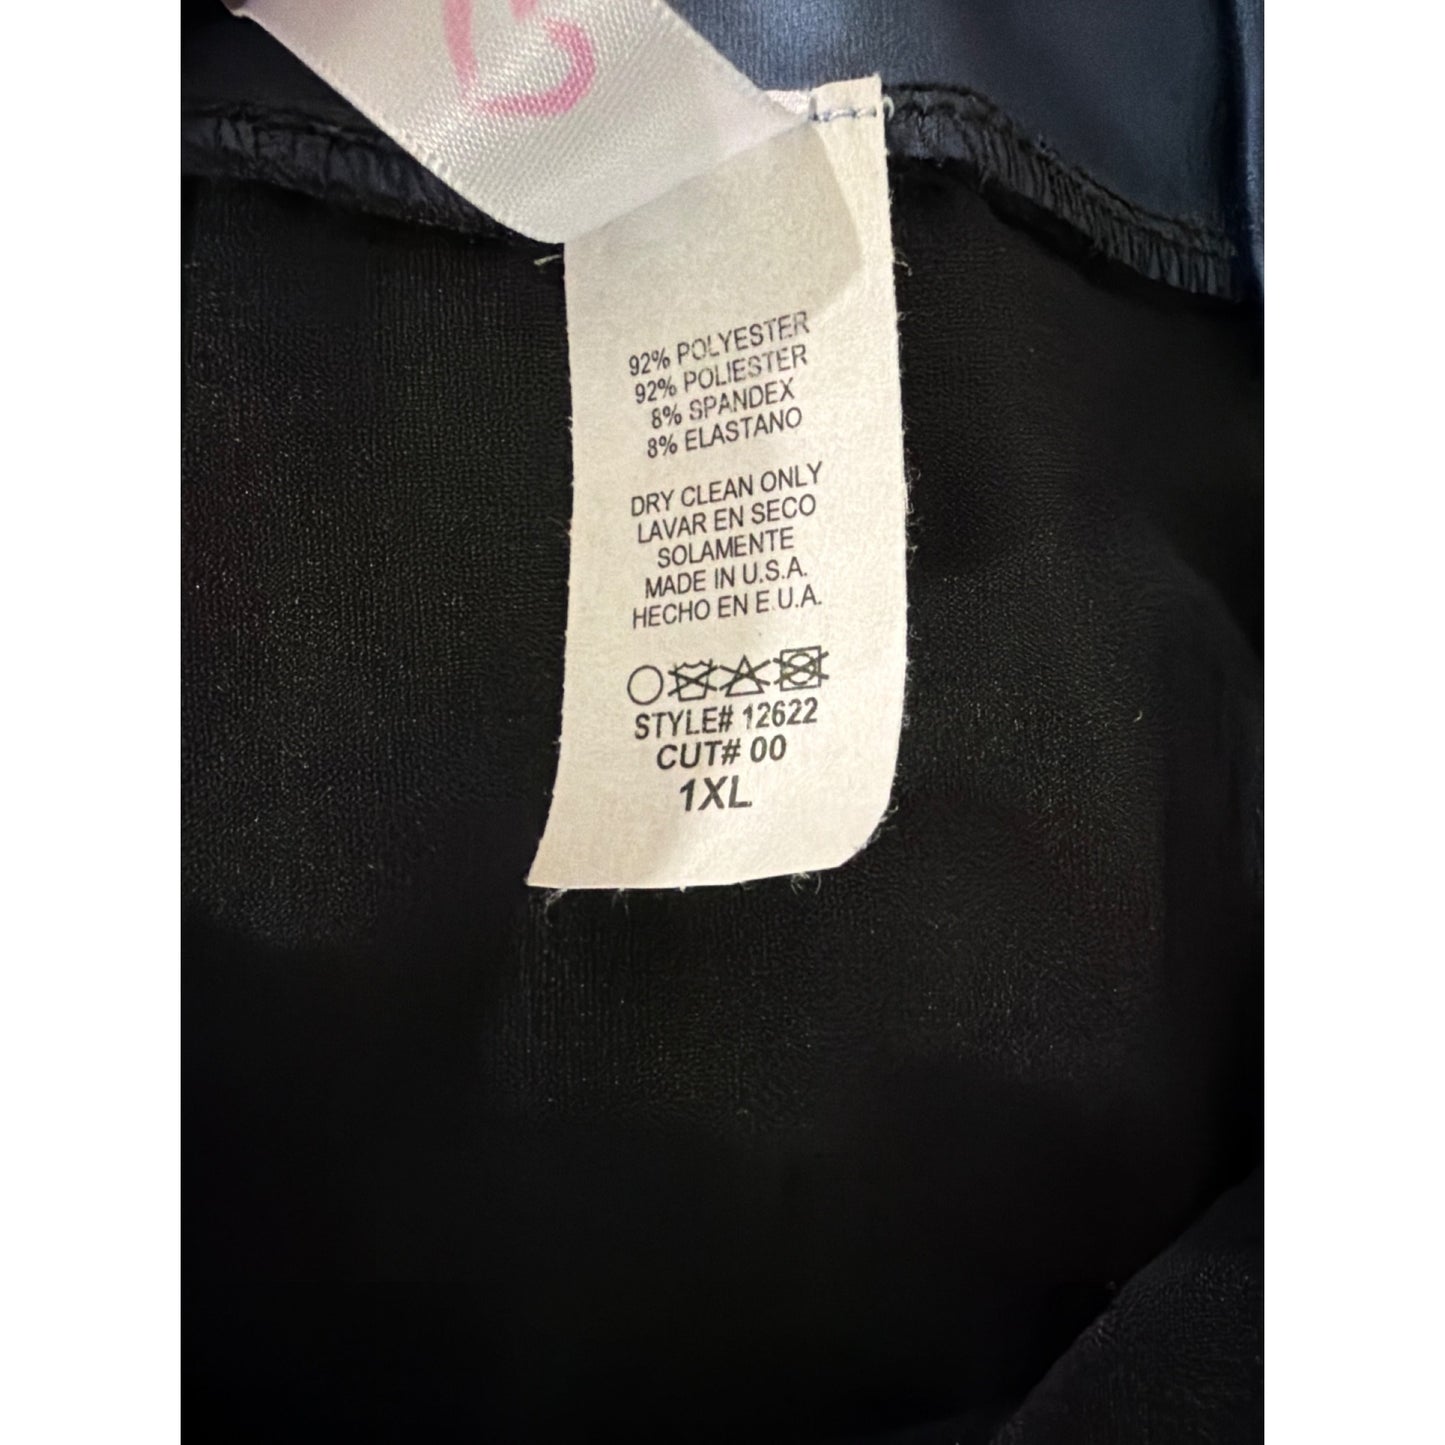 92% POLYESTER
92% POLIESTER
8% SPANDEX
8% ELASTANO
DRY CLEAN ONLY
LAVAR EN SECO
SOLAMENTE
MADE IN U.S.A.
HECHO EN E.U.A.
STYLE# 12622
CUT# 00
1XL